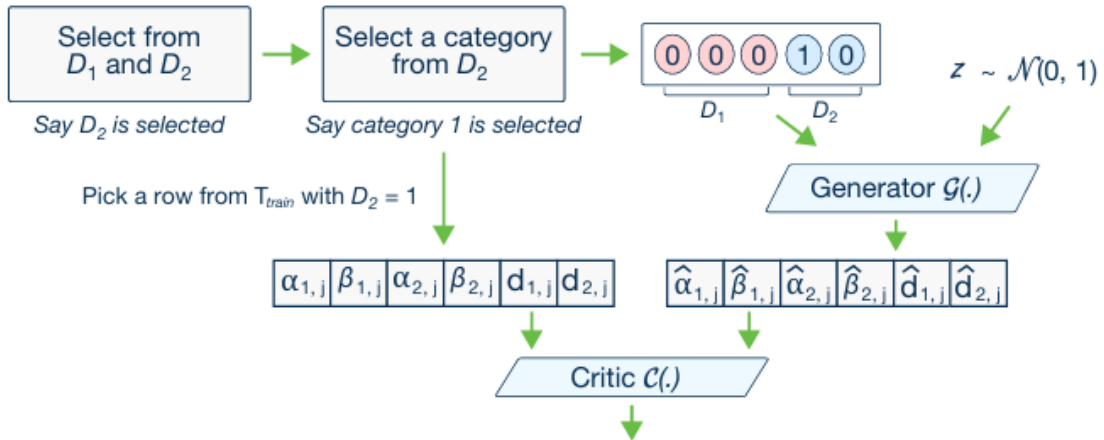 Select from
D₁ and D₂
Select a category
from D₂
0 0 0 1 0
D₁
D₂
z ~ 𝒩(0, 1)
Say D₂ is selected
Say category 1 is selected
Pick a row from T_train with D₂ = 1
Generator 𝒢(.)
α₁,ⱼ β₁,ⱼ α₂,ⱼ β₂,ⱼ d₁,ⱼ d₂,ⱼ
α̂₁,ⱼ β̂₁,ⱼ α̂₂,ⱼ β̂₂,ⱼ d̂₁,ⱼ d̂₂,ⱼ
Critic 𝒞(.)